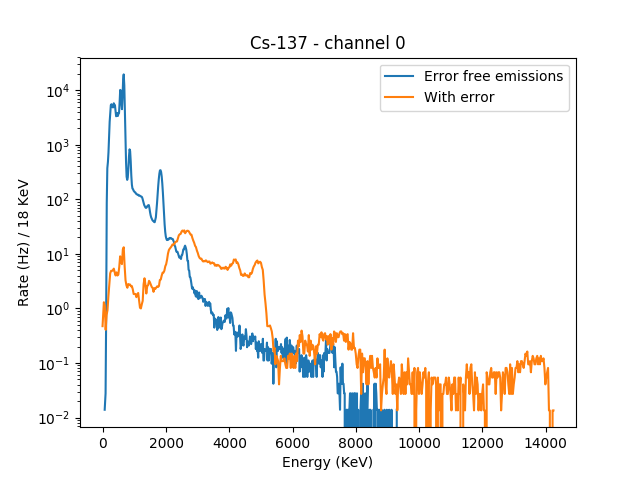 Cs-137 - channel 0
Error free emissions
With error
Rate (Hz) / 18 KeV
10⁴
10³
10²
10¹
10⁰
10⁻¹
10⁻²
0 2000 4000 6000 8000 10000 12000 14000
Energy (KeV)